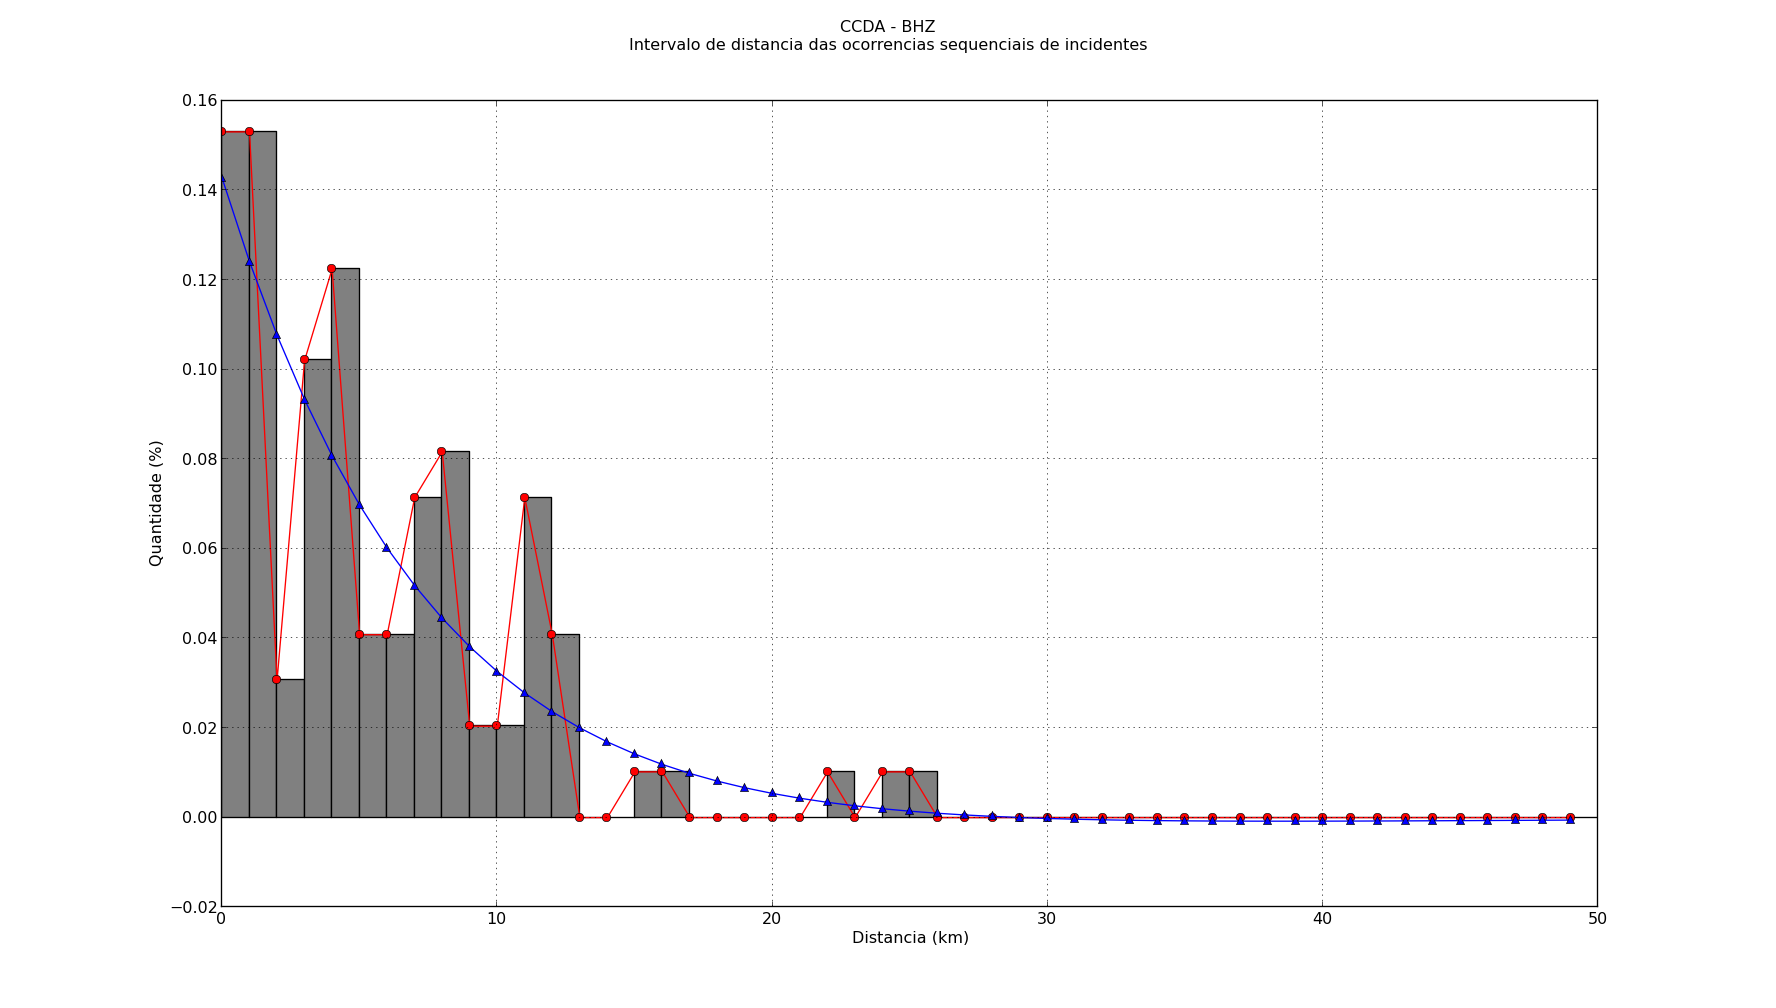 CCDA - BHZ
Intervalo de distancia das ocorrencias sequenciais de incidentes
0.16
0.14
0.12
0.10
0.08
0.06
0.04
0.02
0.00
−0.02
Quantidade (%)
0 10 20 30 40 50
Distancia (km)